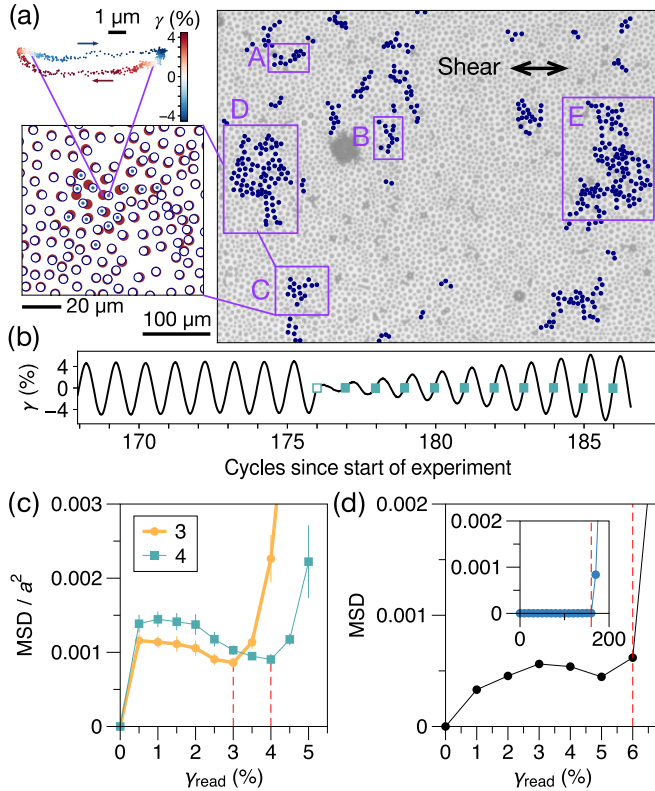 (a)
1 µm
γ (%)
4
0
−4
A
Shear
D
B
E
C
20 µm
100 µm
(b)
γ (%)
4
0
−4
170
175
180
185
Cycles since start of experiment
(c)
0.003
0.002
0.001
0
MSD / a²
3
4
0 1 2 3 4 5
γread (%)
(d)
0.002
0.001
0
MSD
0.002
0.001
0
0 200
0 1 2 3 4 5 6
γread (%)